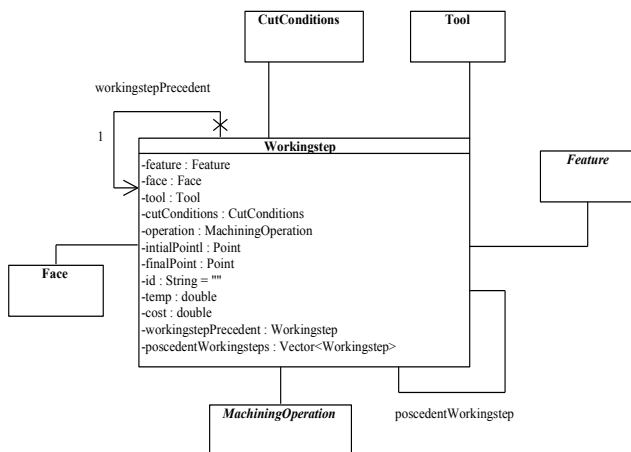 CutConditions
Tool
workingstepPrecedent
1
Workingstep
-feature : Feature
-face : Face
-tool : Tool
-cutConditions : CutConditions
-operation : MachiningOperation
-intialPointl : Point
-finalPoint : Point
-id : String = ""
-temp : double
-cost : double
-workingstepPrecedent : Workingstep
-poscedentWorkingsteps : Vector<Workingstep>
Feature
Face
MachiningOperation
poscedentWorkingstep